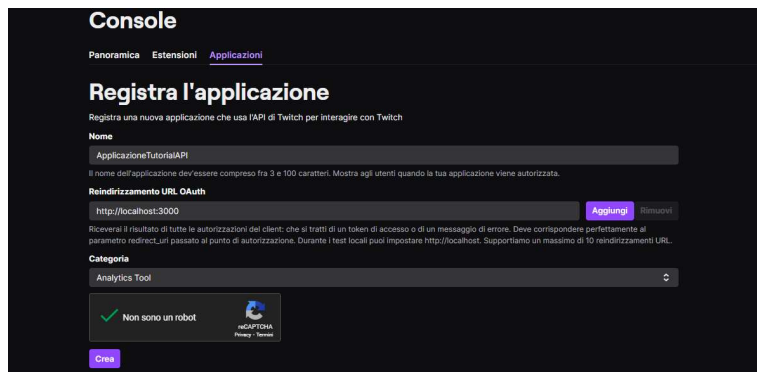 Console
Panoramica Estensioni Applicazioni
Registra l'applicazione
Registra una nuova applicazione che usa l'API di Twitch per interagire con Twitch
Nome
ApplicazioneTutorialAPI
Il nome dell'applicazione dev'essere compreso fra 3 e 100 caratteri. Mostra agli utenti quando la tua applicazione viene autorizzata.
Reindirizzamento URL OAuth
http://localhost:3000 Aggiungi Rimuovi
Riceverai il risultato di tutte le autorizzazioni del client: che si tratti di un token di accesso o di un messaggio di errore. Deve corrispondere perfettamente al
parametro redirect_uri passato al punto di autorizzazione. Durante i test locali puoi impostare http://localhost. Supportiamo un massimo di 10 reindirizzamenti URL.
Categoria
Analytics Tool
Non sono un robot
reCAPTCHA
Privacy - Termini
Crea